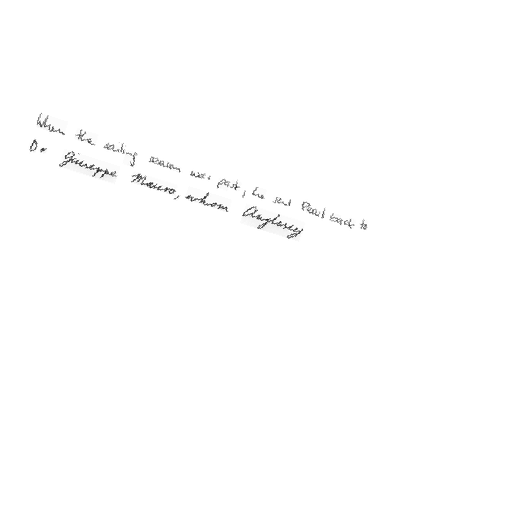 When the sailing season was past, he sent Pearl back to
Dr Giuseppe Mauro, whom Anglesey